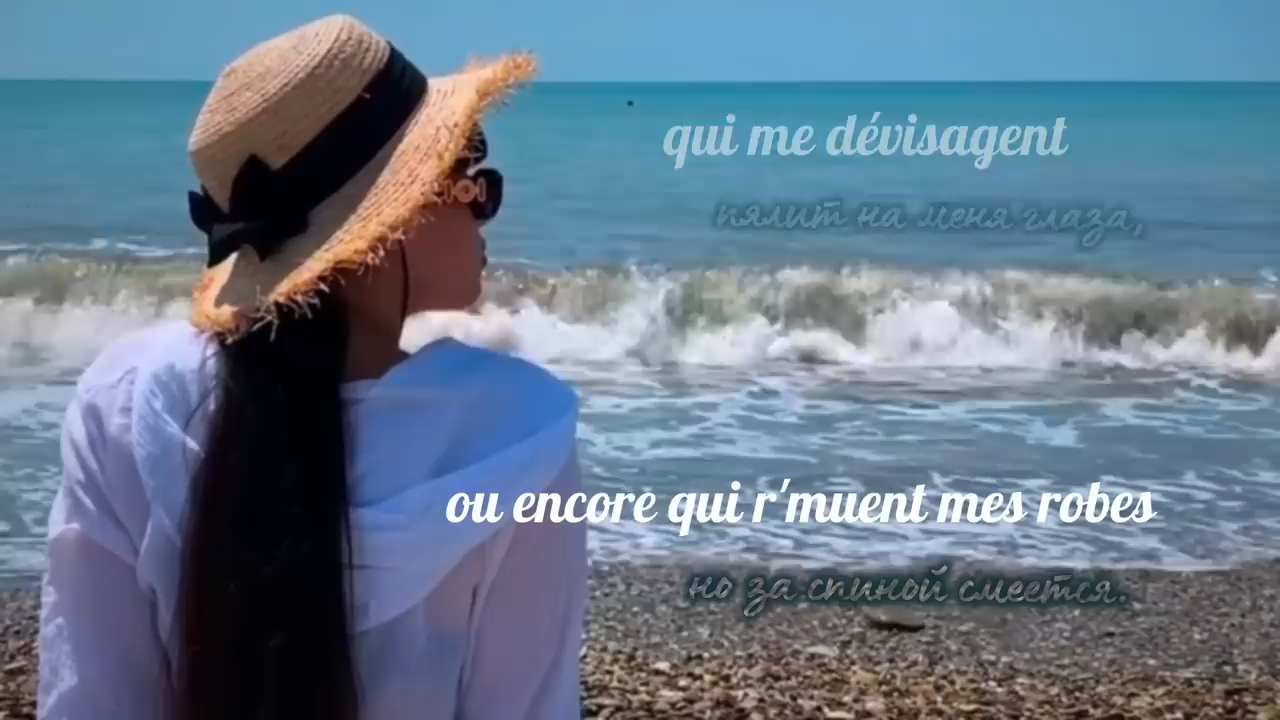 qui me dévisagent
пялит на меня глаза,
ou encore qui r'muent mes robes
но за спиной смеется.